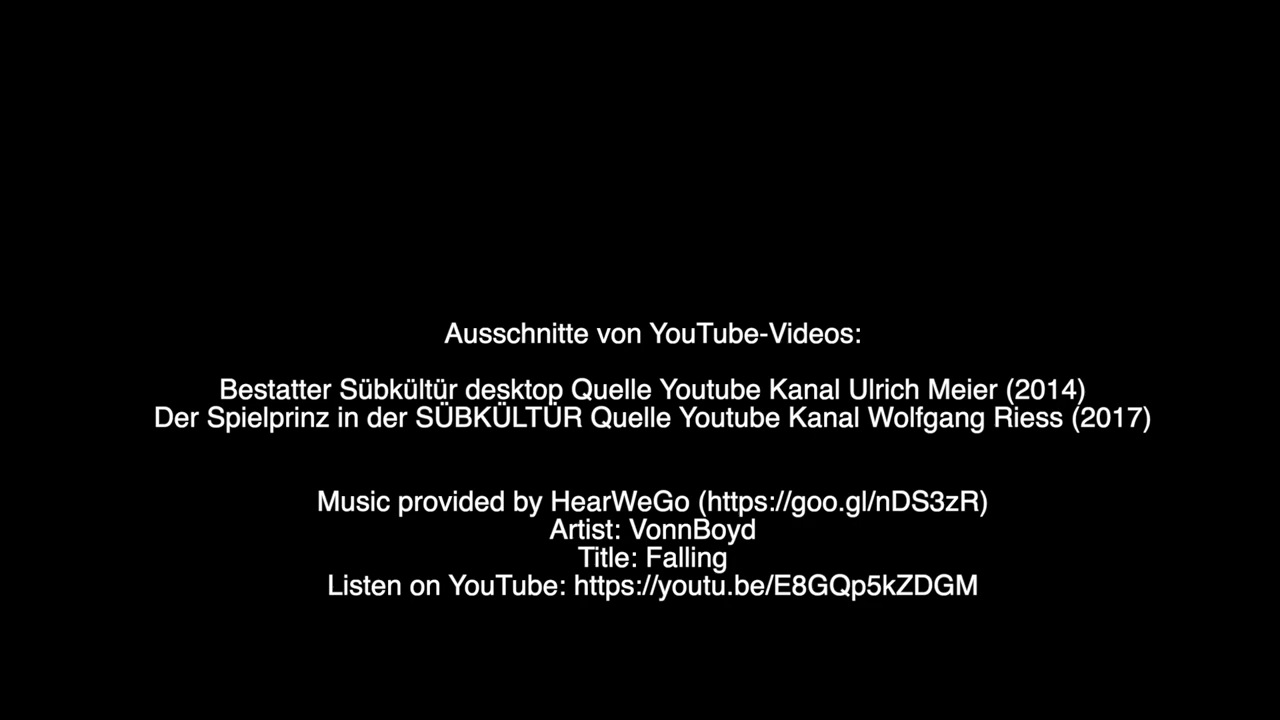 Ausschnitte von YouTube-Videos:
Bestatter Sübkültür desktop Quelle Youtube Kanal Ulrich Meier (2014)
Der Spielprinz in der SÜBKÜLTÜR Quelle Youtube Kanal Wolfgang Riess (2017)
Music provided by HearWeGo (https://goo.gl/nDS3zR)
Artist: VonnBoyd
Title: Falling
Listen on YouTube: https://youtu.be/E8GQp5kZDGM